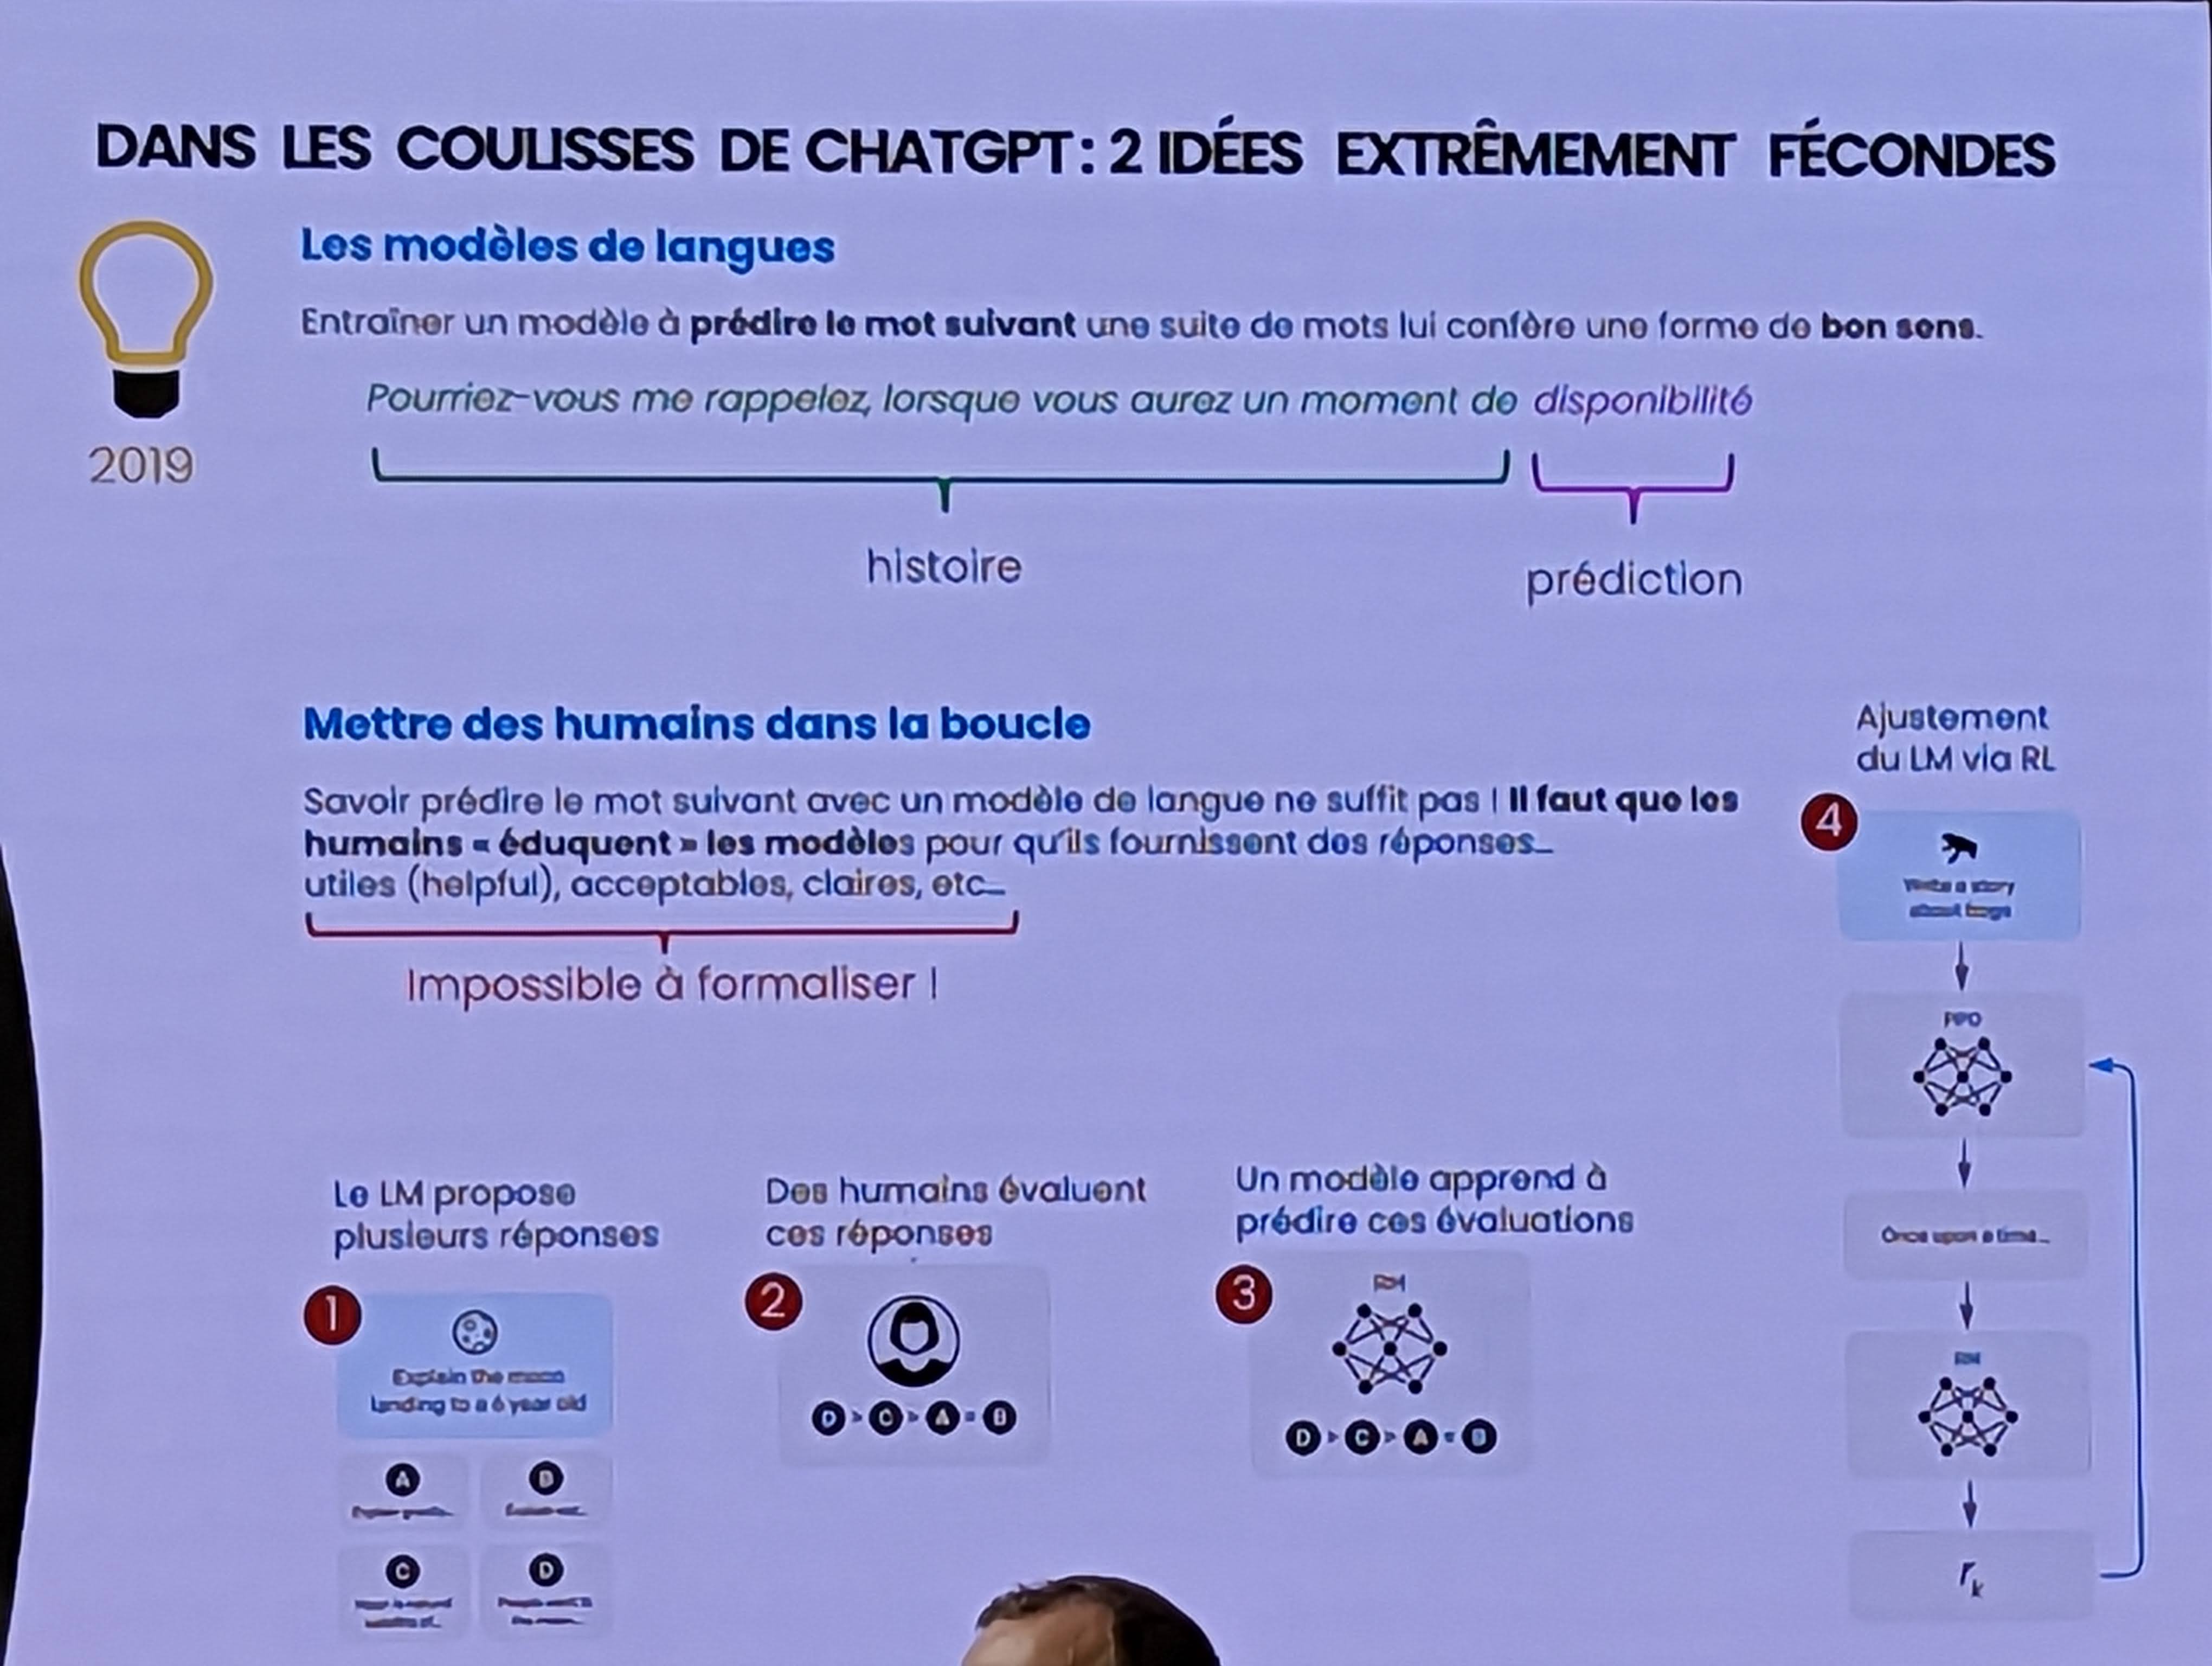 DANS LES COULISSES DE CHATGPT : 2 IDÉES EXTRÊMEMENT FÉCONDES
Les modèles de langues
Entraîner un modèle à prédire le mot suivant une suite de mots lui confère une forme de bon sens.
Pourriez-vous me rappelez, lorsque vous aurez un moment de disponibilité
2019
histoire
prédiction
Mettre des humains dans la boucle
Savoir prédire le mot suivant avec un modèle de langue ne suffit pas ! Il faut que les
humains « éduquent » les modèles pour qu'ils fournissent des réponses...
utiles (helpful), acceptables, claires, etc...
Impossible à formaliser !
Le LM propose
plusieurs réponses
1
Explain the moon
landing to a 6 year old
A
B
C
D
Des humains évaluent
ces réponses
2
D > C > A = B
Un modèle apprend à
prédire ces évaluations
3
RM
D > C > A = B
Ajustement
du LM via RL
4
Write a story
about frogs
PPO
Once upon a time...
RM
rk